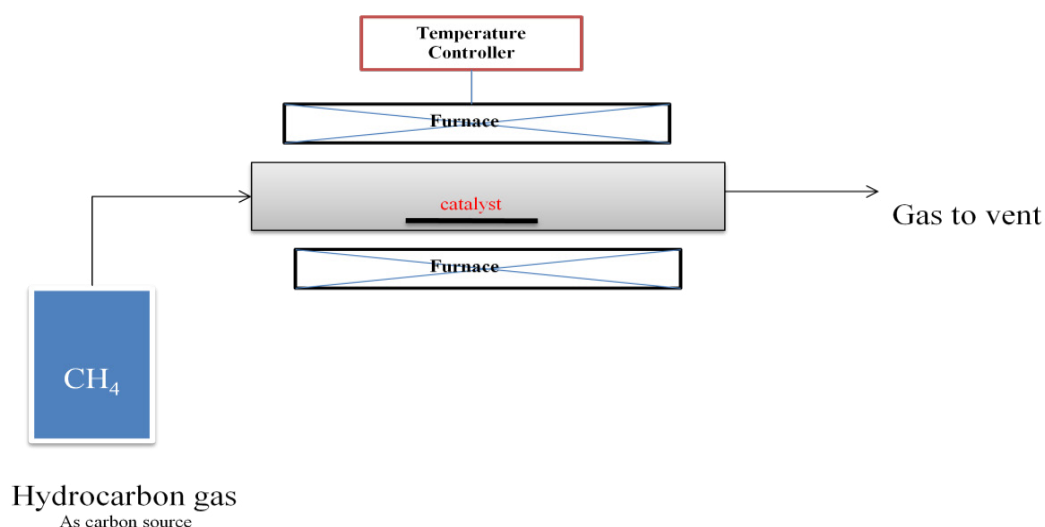 Temperature
Controller
Furnace
catalyst
Gas to vent
Furnace
CH₄
Hydrocarbon gas
As carbon source